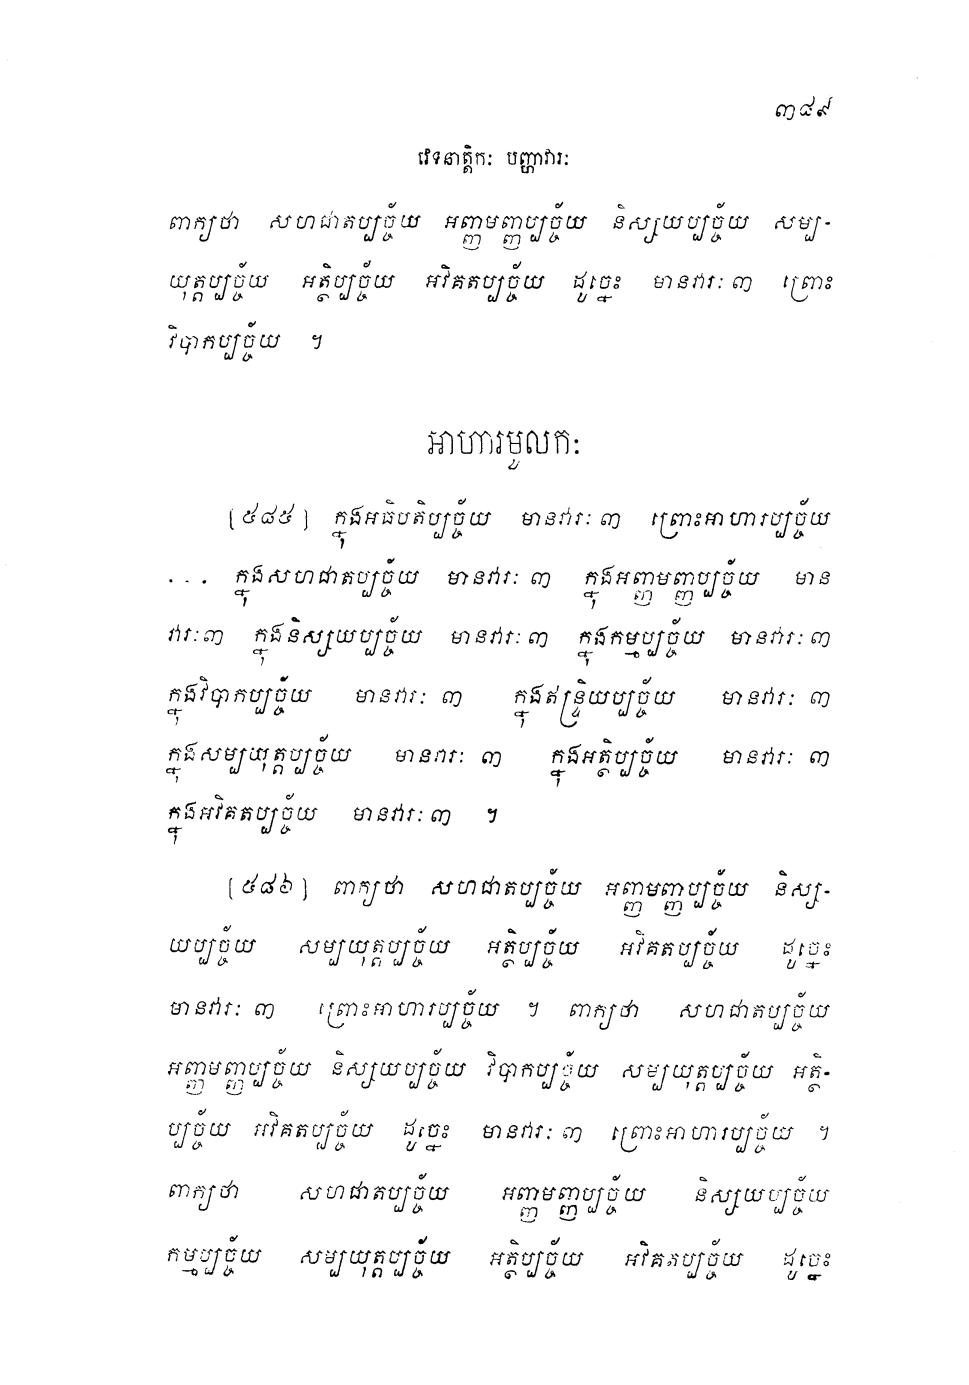 ៣៨៩
វេទនាត្តិកៈ បញ្ហាវារៈ
ពាក្យថា សហជាតប្បច្ច័យ អញ្ញាមញ្ញប្បច្ច័យ និស្សយប្បច្ច័យ សម្ប-
យុត្តប្បច្ច័យ អត្ថិប្បច្ច័យ អវិគតប្បច្ច័យ ដូច្នេះ មានវារៈ ៣ ព្រោះ
វិបាកប្បច្ច័យ ។
អាហារមូលកៈ
[៥៨៥] ក្នុងអធិបតិប្បច្ច័យ មានវារៈ ៣ ព្រោះអាហារប្បច្ច័យ
... ក្នុងសហជាតប្បច្ច័យ មានវារៈ ៣ ក្នុងអញ្ញាមញ្ញប្បច្ច័យ មាន
វារៈ៣ ក្នុងនិស្សយប្បច្ច័យ មានវារៈ ៣ ក្នុងកម្មប្បច្ច័យ មានវារៈ ៣
ក្នុងវិបាកប្បច្ច័យ មានវារៈ ៣ ក្នុងឥន្ទ្រិយប្បច្ច័យ មានវារៈ ៣
ក្នុងសម្បយុត្តប្បច្ច័យ មានវារៈ ៣ ក្នុងអត្ថិប្បច្ច័យ មានវារៈ ៣
ក្នុងអវិគតប្បច្ច័យ មានវារៈ ៣ ។
[៥៨៦] ពាក្យថា សហជាតប្បច្ច័យ អញ្ញាមញ្ញប្បច្ច័យ និស្ស-
យប្បច្ច័យ សម្បយុត្តប្បច្ច័យ អត្ថិប្បច្ច័យ អវិគតប្បច្ច័យ ដូច្នេះ
មានវារៈ ៣ ព្រោះអាហារប្បច្ច័យ ។ ពាក្យថា សហជាតប្បច្ច័យ
អញ្ញាមញ្ញប្បច្ច័យ និស្សយប្បច្ច័យ វិបាកប្បច្ច័យ សម្បយុត្តប្បច្ច័យ អត្ថិ-
ប្បច្ច័យ អវិគតប្បច្ច័យ ដូច្នេះ មានវារៈ ៣ ព្រោះអាហារប្បច្ច័យ ។
ពាក្យថា សហជាតប្បច្ច័យ អញ្ញាមញ្ញប្បច្ច័យ និស្សយប្បច្ច័យ
កម្មប្បច្ច័យ សម្បយុត្តប្បច្ច័យ អត្ថិប្បច្ច័យ អវិគតប្បច្ច័យ ដូច្នេះ